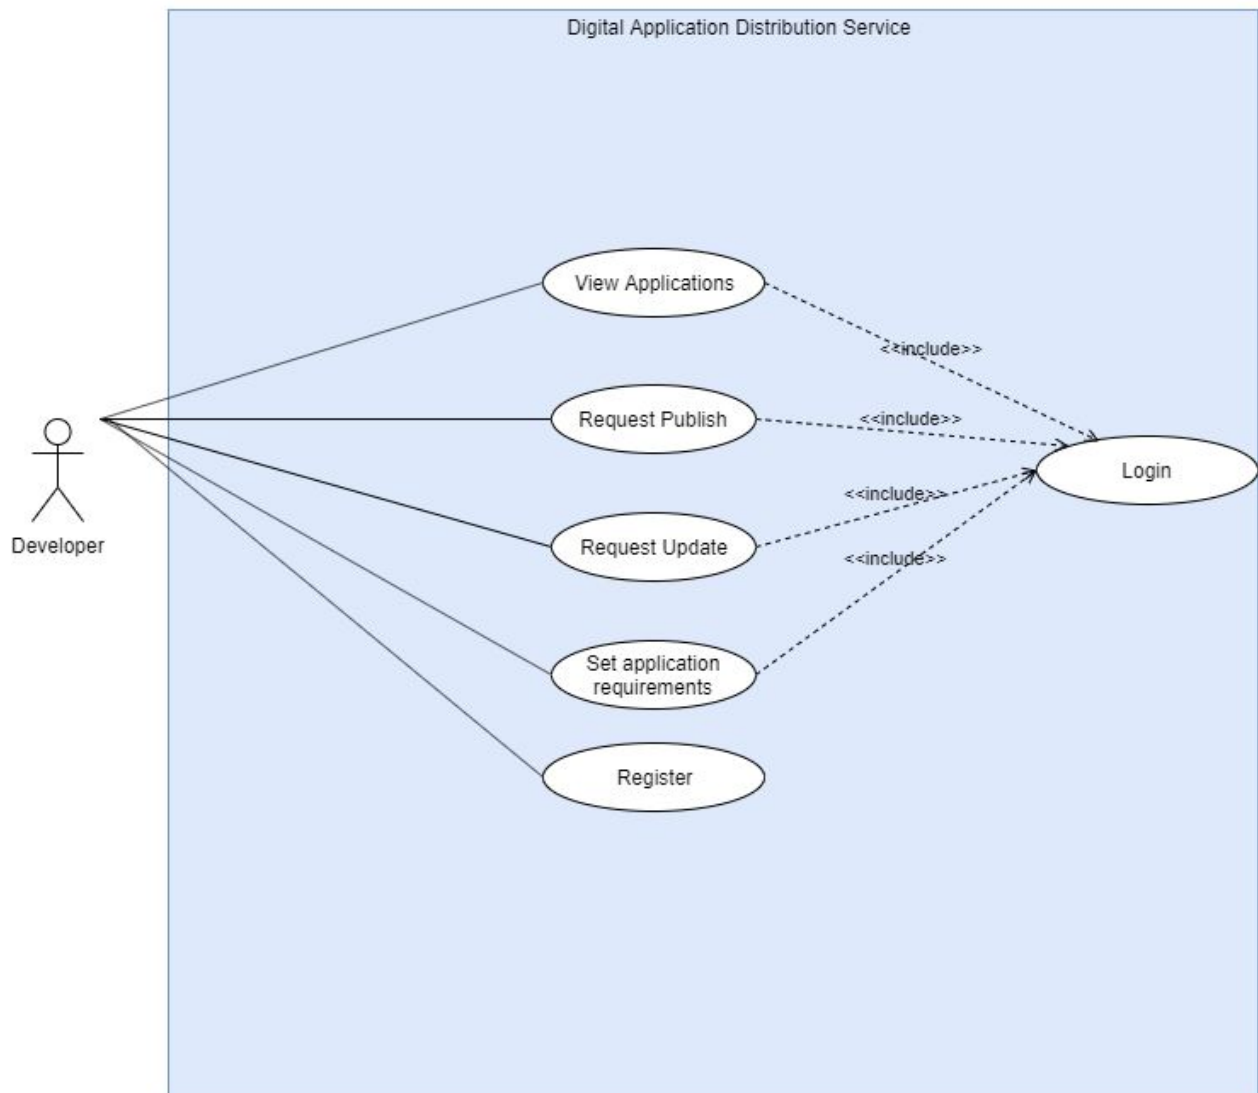 Digital Application Distribution Service
View Applications
<<include>>
Request Publish
<<include>>
Login
<<include>>
Developer
Request Update
<<include>>
Set application
requirements
Register